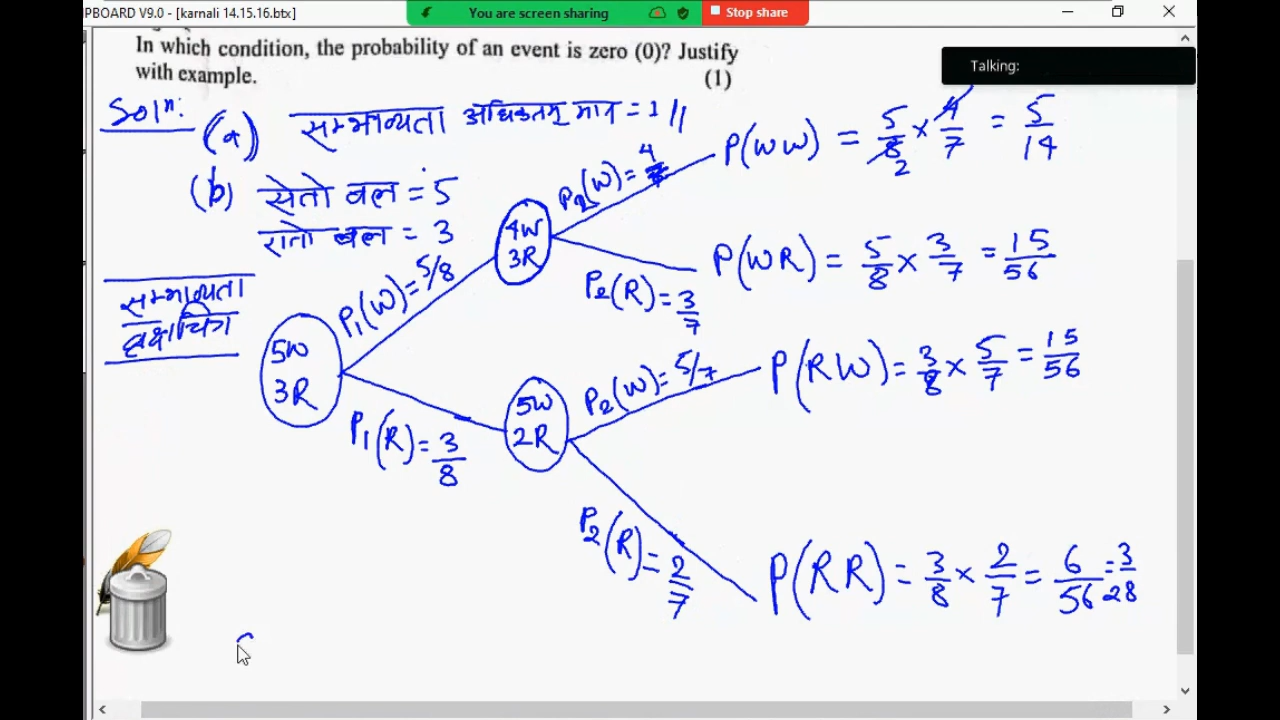 PBOARD V9.0 - [karnali 14.15.16.btx]
You are screen sharing
Stop share
In which condition, the probability of an event is zero (0)? Justify
with example. (1)
Talking:
Solⁿ:
(a) सम्भाव्यता अधिकतम मान = 1 //
(b) सेतो बल = 5
रातो बल = 3
सम्भाव्यता
वृक्षचित्र
5W
3R
P₁(W) = 5/8
P₁(R) = 3/8
4W
3R
P₂(W) = 4/7
P₂(R) = 3/7
5W
2R
P₂(W) = 5/7
P₂(R) = 2/7
P(WW) = 5/8 2 × 4/7 = 5/14
P(WR) = 5/8 × 3/7 = 15/56
P(RW) = 3/8 × 5/7 = 15/56
P(RR) = 3/8 × 2/7 = 6/56 = 3/28